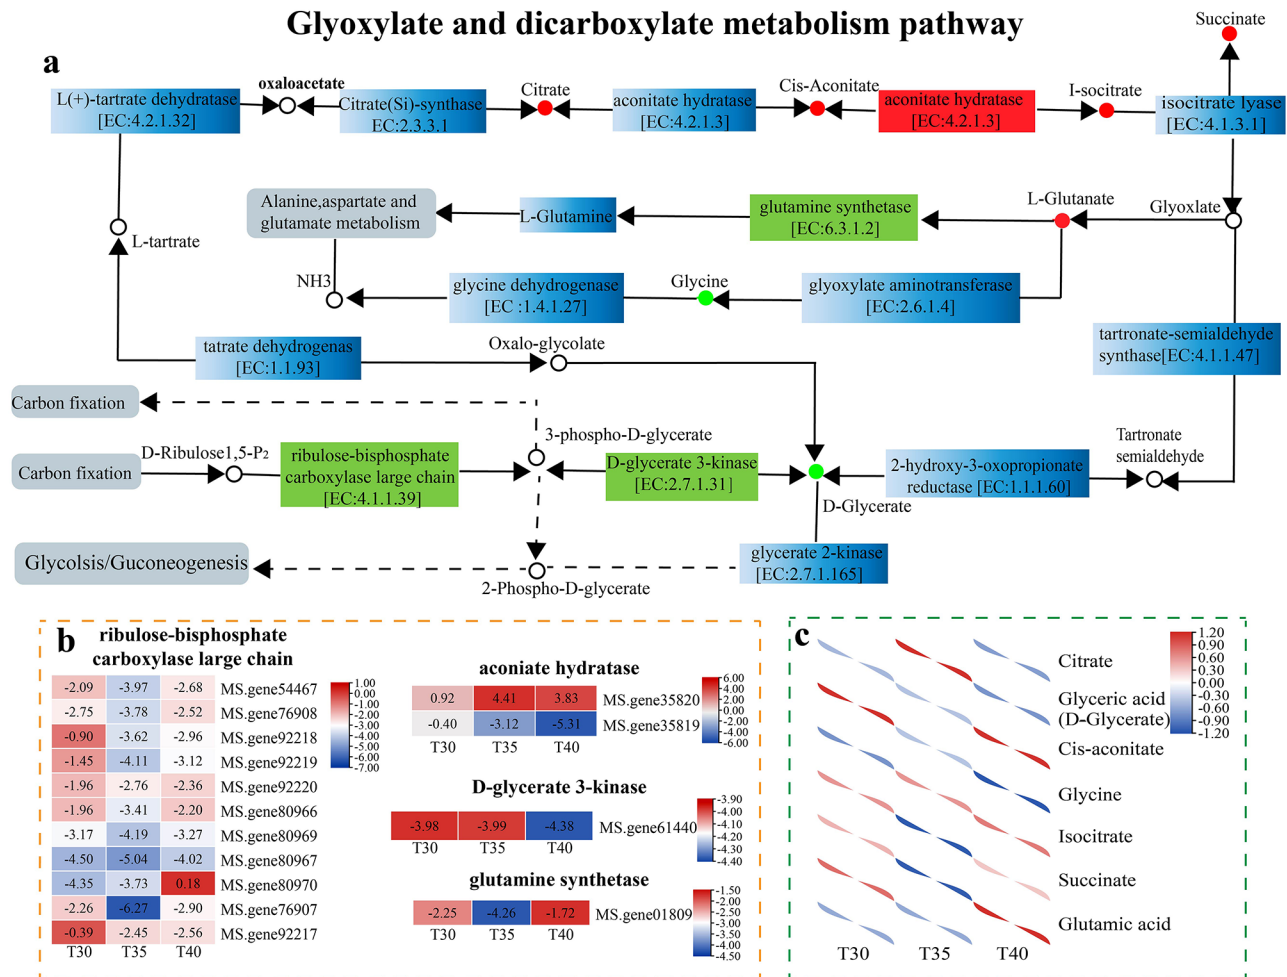 Glyoxylate and dicarboxylate metabolism pathway
a
Succinate
oxaloacetate
Citrate
Cis-Aconitate
I-socitrate
L(+)-tartrate dehydratase
[EC:4.2.1.32]
Citrate(Si)-synthase
EC:2.3.3.1
aconitate hydratase
[EC:4.2.1.3]
aconitate hydratase
[EC:4.2.1.3]
isocitrate lyase
[EC:4.1.3.1]
Alanine,aspartate and
glutamate metabolism
L-Glutamine
glutamine synthetase
[EC:6.3.1.2]
L-Glutanate
Glyoxlate
L-tartrate
NH3
glycine dehydrogenase
[EC :1.4.1.27]
Glycine
glyoxylate aminotransferase
[EC:2.6.1.4]
tartronate-semialdehyde
synthase[EC:4.1.1.47]
tatrate dehydrogenas
[EC:1.1.93]
Oxalo-glycolate
Carbon fixation
Carbon fixation
D-Ribulose1,5-P₂
ribulose-bisphosphate
carboxylase large chain
[EC:4.1.1.39]
3-phospho-D-glycerate
D-glycerate 3-kinase
[EC:2.7.1.31]
D-Glycerate
2-hydroxy-3-oxopropionate
reductase [EC:1.1.1.60]
Tartronate
semialdehyde
Glycolsis/Guconeogenesis
2-Phospho-D-glycerate
glycerate 2-kinase
[EC:2.7.1.165]
b
ribulose-bisphosphate
carboxylase large chain
-2.09 -3.97 -2.68 MS.gene54467
-2.75 -3.78 -2.52 MS.gene76908
-0.90 -3.62 -2.96 MS.gene92218
-1.45 -4.11 -3.12 MS.gene92219
-1.96 -2.76 -2.36 MS.gene92220
-1.96 -3.41 -2.20 MS.gene80966
-3.17 -4.19 -3.27 MS.gene80969
-4.50 -5.04 -4.02 MS.gene80967
-4.35 -3.73 0.18 MS.gene80970
-2.26 -6.27 -2.90 MS.gene76907
-0.39 -2.45 -2.56 MS.gene92217
T30 T35 T40
1.00
0.00
-1.00
-2.00
-3.00
-4.00
-5.00
-6.00
-7.00
aconiate hydratase
0.92 4.41 3.83 MS.gene35820
-0.40 -3.12 -5.31 MS.gene35819
T30 T35 T40
6.00
4.00
2.00
0.00
-2.00
-4.00
-6.00
D-glycerate 3-kinase
-3.98 -3.99 -4.38 MS.gene61440
T30 T35 T40
-3.90
-4.00
-4.10
-4.20
-4.30
-4.40
glutamine synthetase
-2.25 -4.26 -1.72 MS.gene01809
T30 T35 T40
-1.50
-2.00
-2.50
-3.00
-3.50
-4.00
-4.50
c
Citrate
Glyceric acid
(D-Glycerate)
Cis-aconitate
Glycine
Isocitrate
Succinate
Glutamic acid
T30 T35 T40
1.20
0.90
0.60
0.30
0.00
-0.30
-0.60
-0.90
-1.20